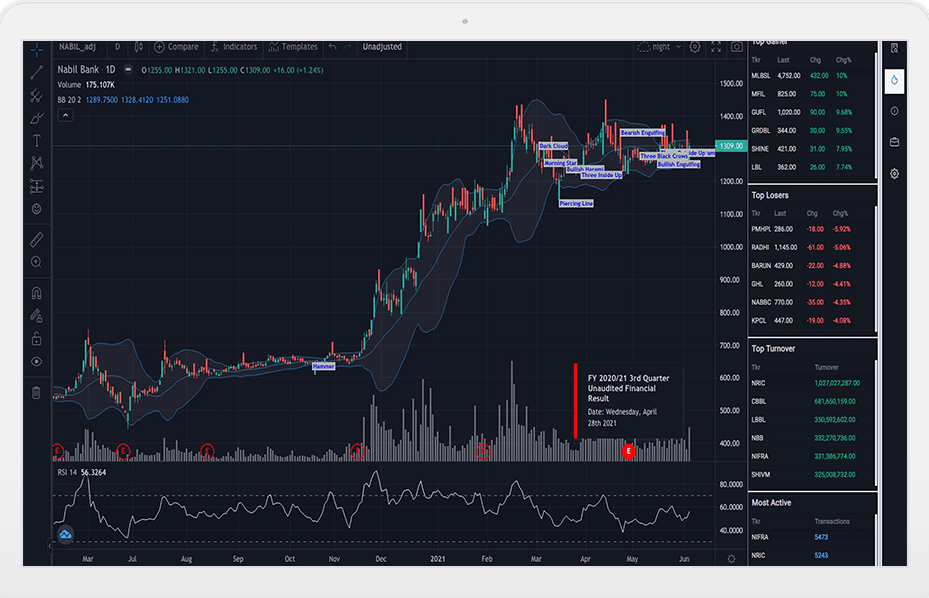 NABIL_adj D Compare Indicators Templates Unadjusted night
Nabil Bank · 1D O1255.00 H1321.00 L1255.00 C1309.00 +16.00 (+1.24%)
Volume 175.107K
BB 20 2 1289.7500 1328.4120 1251.0880
1500.00
1400.00
1309.00
1200.00
1100.00
1000.00
900.00
800.00
700.00
600.00
500.00
400.00
Dark Cloud
Morning Star
Bullish Harami
Three Inside Up
Piercing Line
Bearish Engulfing
Three Black Crows
Bullish Engulfing
Hammer
FY 2020/21 3rd Quarter
Unaudited Financial
Result
Date: Wednesday, April
28th 2021
E
RSI 14 56.3264
80.0000
60.0000
40.0000
Mar Jul Aug Sep Oct Nov Dec 2021 Feb Mar Apr May Jun
Top Gainer
Tkr Last Chg Chg%
MLBSL 4,752.00 432.00 10%
MFIL 825.00 75.00 10%
GUFL 1,020.00 90.00 9.68%
GRDBL 344.00 30.00 9.55%
SHINE 421.00 31.00 7.95%
LBL 362.00 26.00 7.74%
Top Losers
Tkr Last Chg Chg%
PMHPL 286.00 -18.00 -5.92%
RADHI 1,145.00 -61.00 -5.06%
BARUN 429.00 -22.00 -4.88%
GHL 260.00 -12.00 -4.41%
NABBC 770.00 -35.00 -4.35%
KPCL 447.00 -19.00 -4.08%
Top Turnover
Tkr Turnover
NRIC 1,027,027,287.00
CBBL 681,650,159.00
LBBL 350,592,602.00
NBB 332,270,736.00
NIFRA 331,386,774.00
SHIVM 325,008,732.00
Most Active
Tkr Transactions
NIFRA 5473
NRIC 5243